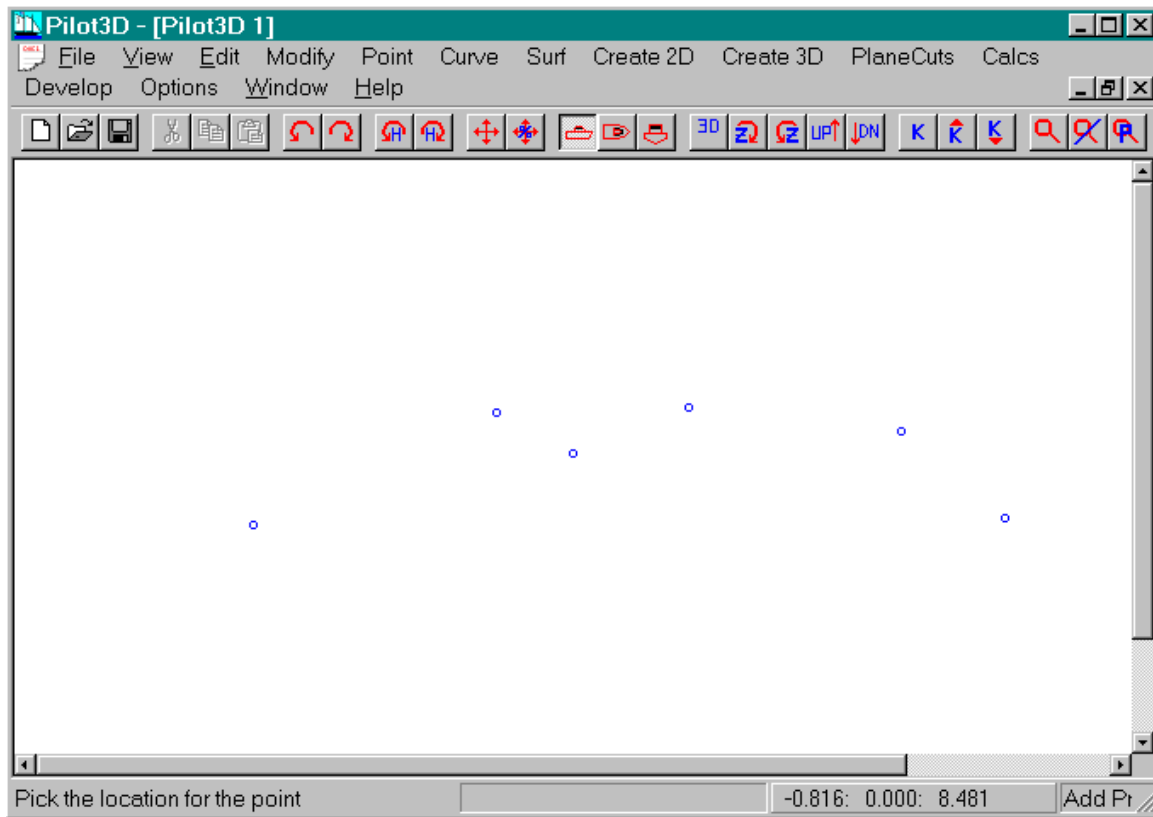 Pilot3D - [Pilot3D 1]
File View Edit Modify Point Curve Surf Create 2D Create 3D PlaneCuts Calcs
Develop Options Window Help
H H % 3D Z Z UP DN K K K P
Pick the location for the point -0.816: 0.000: 8.481 Add Pr